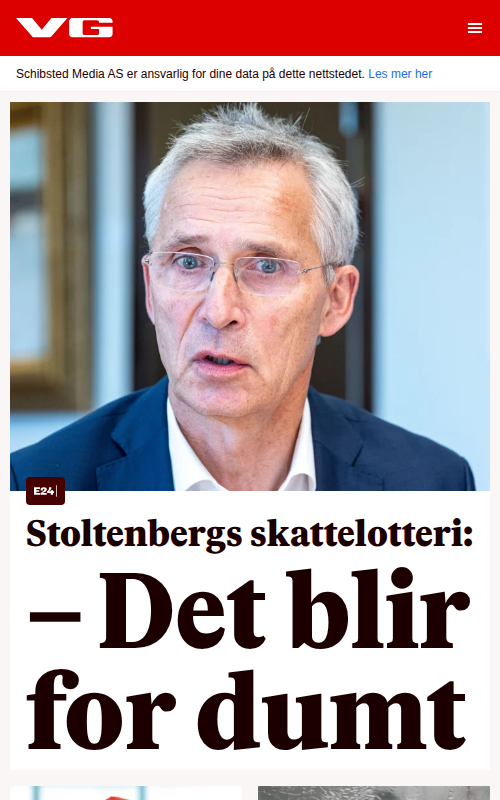 VG
Schibsted Media AS er ansvarlig for dine data på dette nettstedet. Les mer her
E24
Stoltenbergs skattelotteri:
– Det blir
for dumt